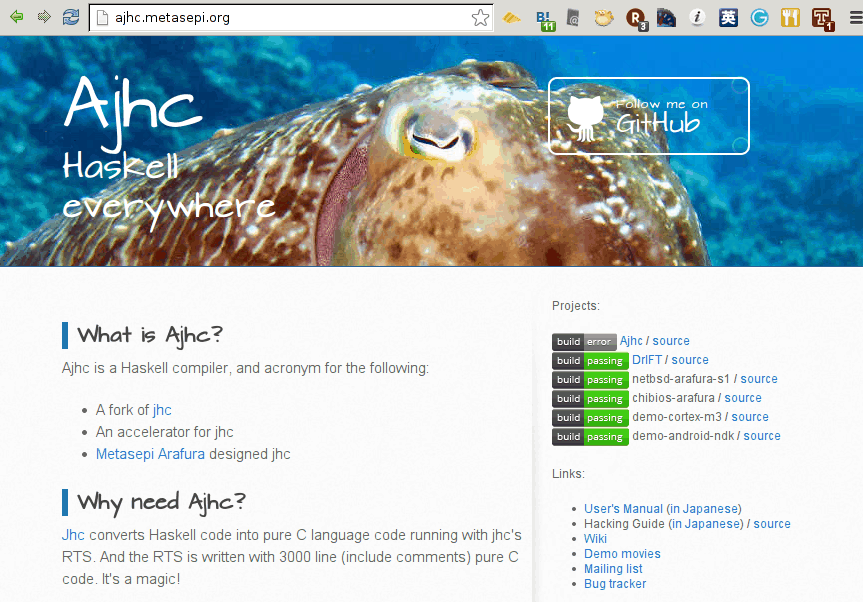 ajhc.metasepi.org
11
3
1
英
Ajhc
Haskell
everywhere
Follow me on
GitHub
What is Ajhc?
Ajhc is a Haskell compiler, and acronym for the following:
• A fork of jhc
• An accelerator for jhc
• Metasepi Arafura designed jhc
Why need Ajhc?
Jhc converts Haskell code into pure C language code running with jhc's
RTS. And the RTS is written with 3000 line (include comments) pure C
code. It's a magic!
Projects:
build error Ajhc / source
build passing DrIFT / source
build passing netbsd-arafura-s1 / source
build passing chibios-arafura / source
build passing demo-cortex-m3 / source
build passing demo-android-ndk / source
Links:
• User's Manual (in Japanese)
• Hacking Guide (in Japanese) / source
• Wiki
• Demo movies
• Mailing list
• Bug tracker